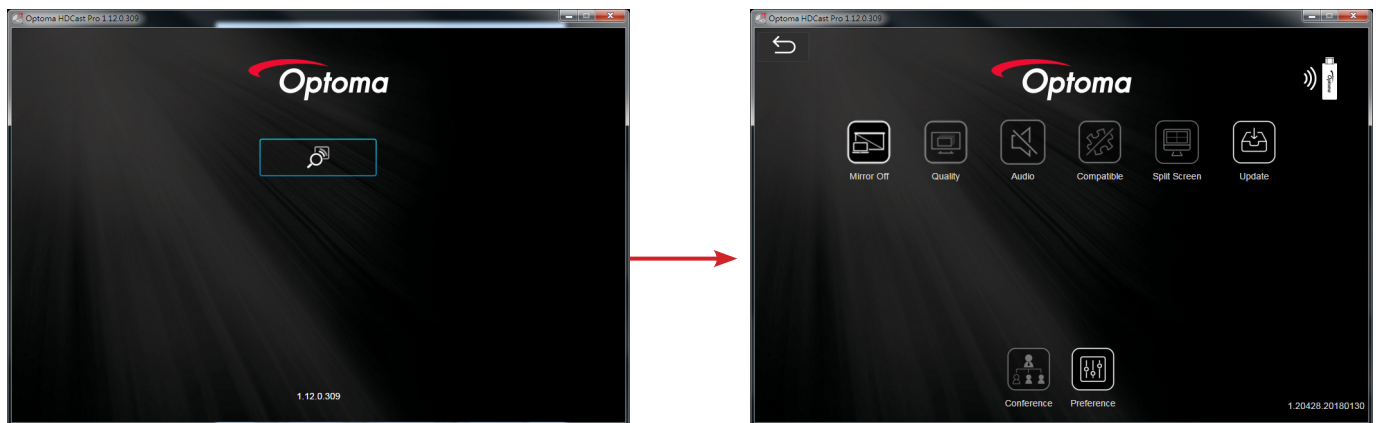 Optoma HDCast Pro 1.12.0.309
Optoma
1.12.0.309
Optoma HDCast Pro 1.12.0.309
Optoma
Optoma
Mirror Off
Quality
Audio
Compatible
Split Screen
Update
Conference
Preference
1.20428.20180130